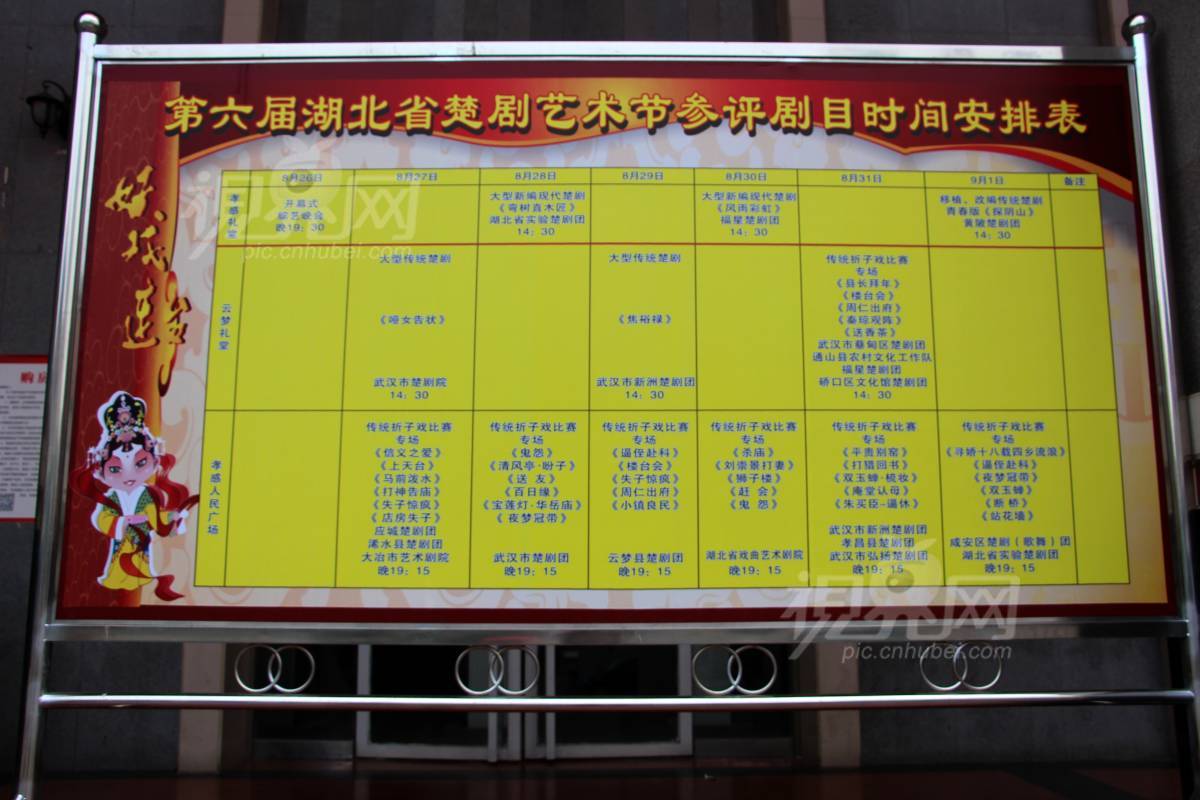 第六届湖北省楚剧艺术节参评剧目时间安排表
好戏连台
8月26日 8月27日 8月28日 8月29日 8月30日 8月31日 9月1日 备注
孝感礼堂
开幕式
综艺晚会
晚19：30
大型新编现代楚剧
《弯树直木匠》
湖北省实验楚剧团
14：30
大型新编现代楚剧
《风雨彩虹》
福星楚剧团
14：30
移植、改编传统楚剧
青春版《探阴山》
黄陂楚剧团
14：30
云梦礼堂
大型传统楚剧
《哑女告状》
武汉市楚剧院
14：30
大型传统楚剧
《焦裕禄》
武汉市新洲楚剧团
14：30
传统折子戏比赛
专场
《县长拜年》
《楼台会》
《周仁出府》
《秦琼观阵》
《送香茶》
武汉市蔡甸区楚剧团
通山县农村文化工作队
福星楚剧团
硚口区文化馆楚剧团
14：30
孝感人民广场
传统折子戏比赛
专场
《信义之爱》
《上天台》
《马前泼水》
《打神告庙》
《失子惊疯》
《店房失子》
应城楚剧团
浠水县楚剧团
大冶市艺术剧院
晚19：15
传统折子戏比赛
专场
《鬼怨》
《清风亭·盼子》
《送 友》
《百日缘》
《宝莲灯·华岳庙》
《夜梦冠带》
武汉市楚剧团
晚19：15
传统折子戏比赛
专场
《逼侄赴科》
《楼台会》
《失子惊疯》
《周仁出府》
《小镇良民》
云梦县楚剧团
晚19：15
传统折子戏比赛
专场
《杀庙》
《刘崇景打妻》
《狮子楼》
《赶 会》
《鬼 怨》
湖北省戏曲艺术剧院
晚19：15
传统折子戏比赛
专场
《平贵别窑》
《打猎回书》
《双玉蝉·梳妆》
《庵堂认母》
《朱买臣-逼休》
武汉市新洲楚剧团
孝昌县楚剧团
武汉市弘扬楚剧团
晚19：15
传统折子戏比赛
专场
《寻娇十八载四乡流浪》
《逼侄赴科》
《夜梦冠带》
《双玉蝉》
《断 桥》
《站花墙》
咸安区楚剧（歌舞）团
湖北省实验楚剧团
晚19：15
视界网
pic.cnhubei.com
视界网
pic.cnhubei.com